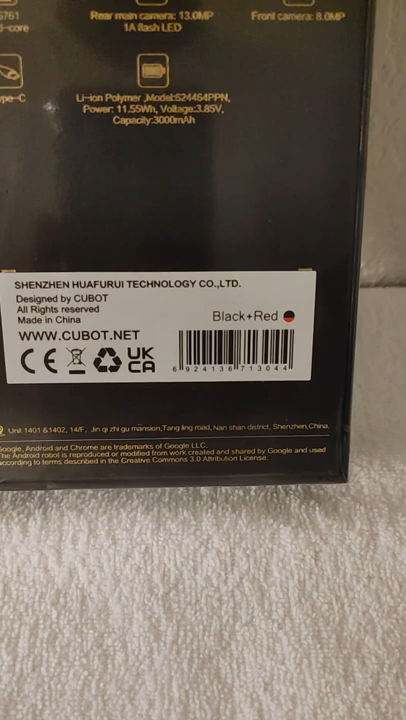 Rear main camera: 13.0MP
1A flash LED
Front camera: 8.0MP
Li-ion Polymer ,Model:624464PPN,
Power: 11.55Wh, Voltage:3.85V,
Capacity:3000mAh
SHENZHEN HUAFURUI TECHNOLOGY CO.,LTD.
Designed by CUBOT
All Rights reserved
Made in China
WWW.CUBOT.NET
Black+Red
CE
UK
CA
6 924136 713044
Unit 1401 &1402, 14/F, Jin qi zhi gu mansion,Tang ling road, Nan shan district, Shenzhen,China.
Google, Android and Chrome are trademarks of Google LLC.
The Android robot is reproduced or modified from work created and shared by Google and used
according to terms described in the Creative Commons 3.0 Attribution License.